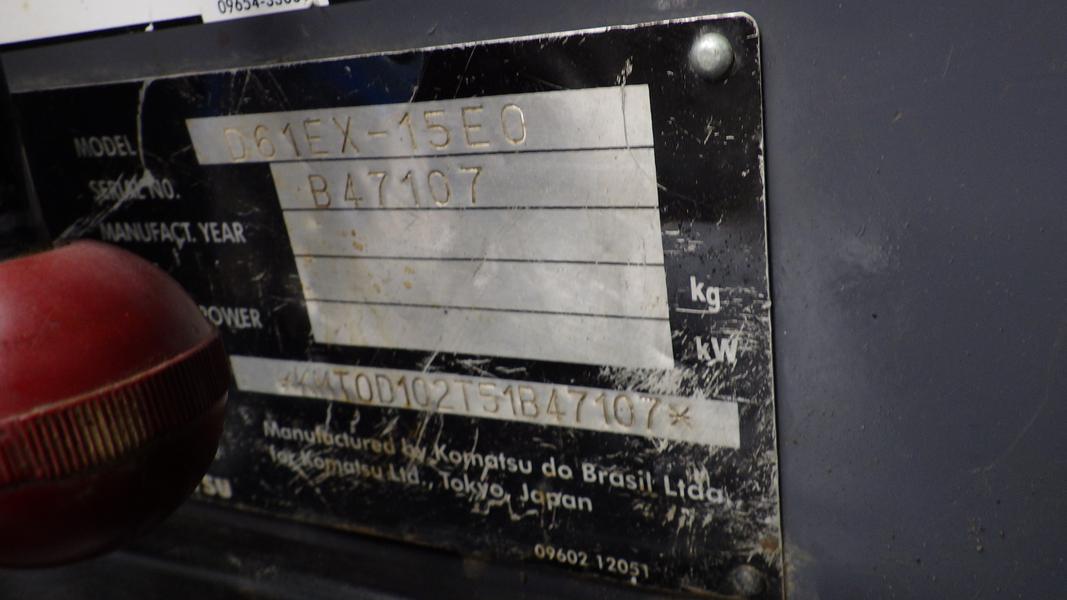 MODEL D61EX-15E0
SERIAL NO. B47107
MANUFACT. YEAR
kg
POWER kW
*KMT0D102T51B47107*
Manufactured by Komatsu do Brasil Ltda.
for Komatsu Ltd., Tokyo, Japan
09602 12051